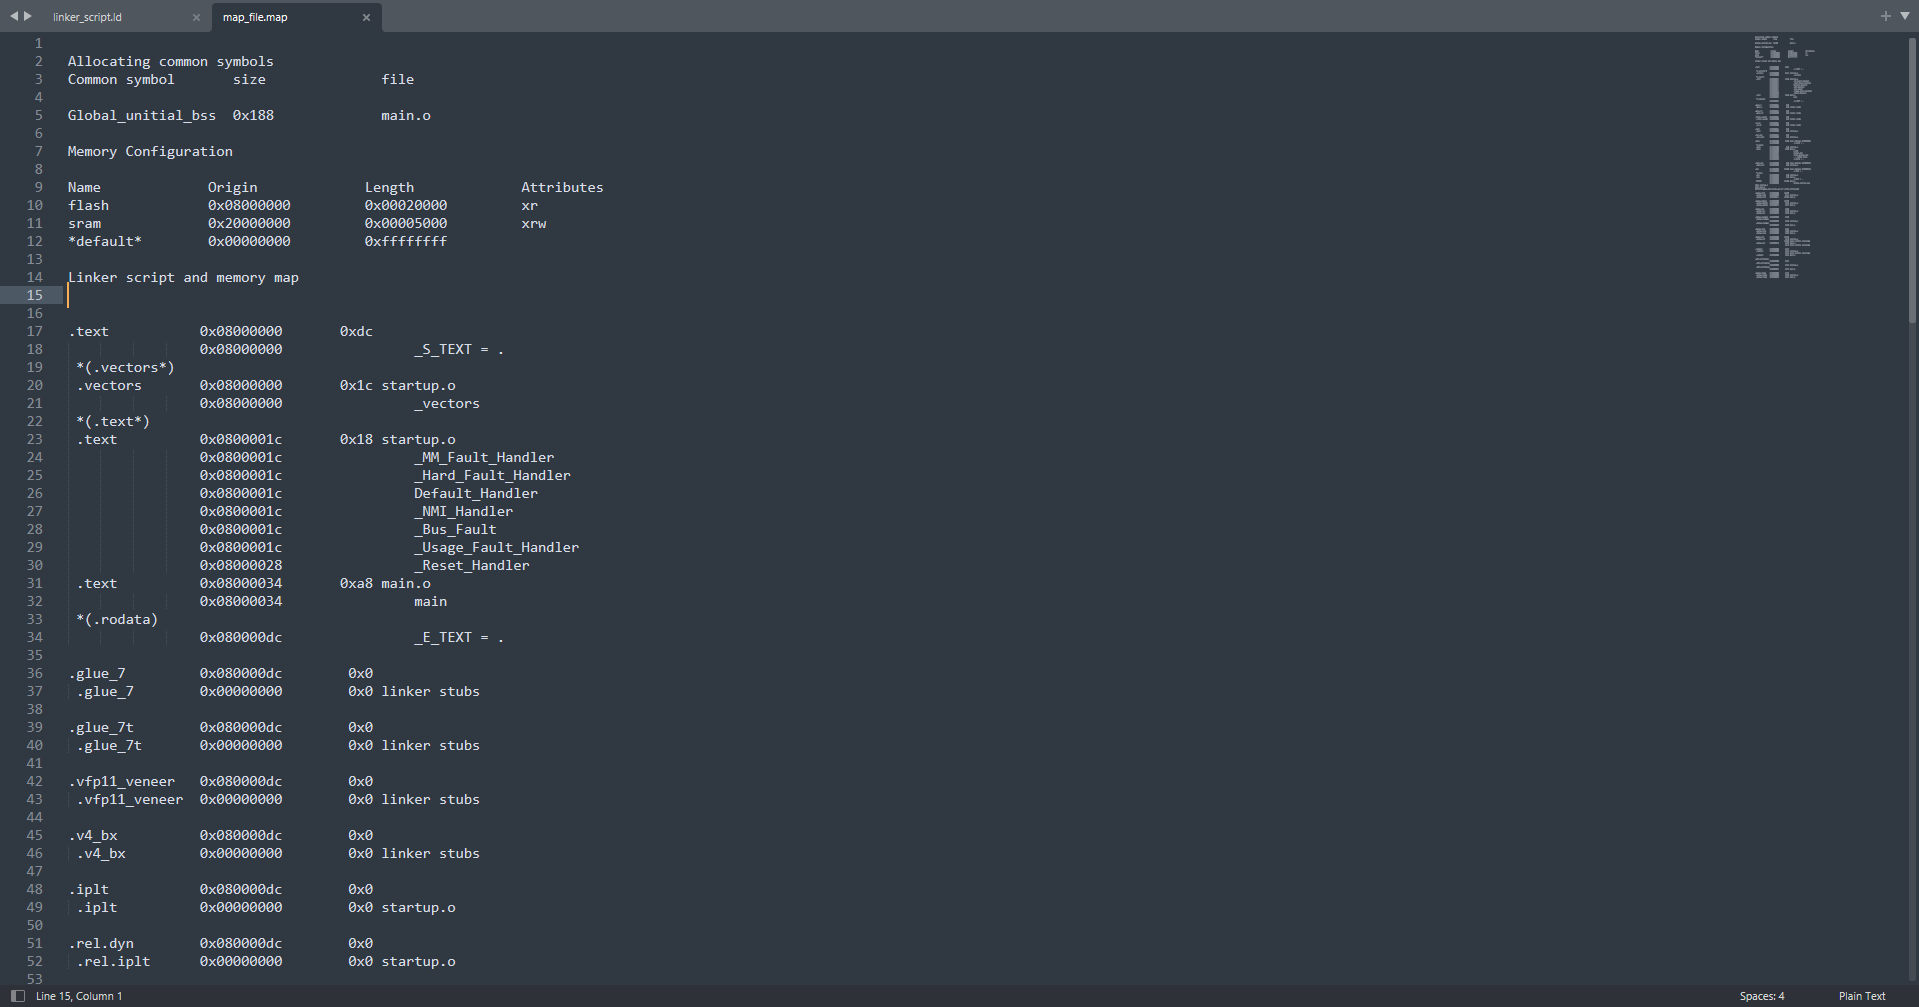 linker_script.ld × map_file.map × +
1
2 Allocating common symbols
3 Common symbol       size              file
4
5 Global_unitial_bss  0x188             main.o
6
7 Memory Configuration
8
9 Name             Origin             Length             Attributes
10 flash            0x08000000         0x00020000         xr
11 sram             0x20000000         0x00005000         xrw
12 *default*        0x00000000         0xffffffff
13
14 Linker script and memory map
15
16
17 .text           0x08000000       0xdc
18                 0x08000000                _S_TEXT = .
19  *(.vectors*)
20  .vectors       0x08000000       0x1c startup.o
21                 0x08000000                _vectors
22  *(.text*)
23  .text          0x0800001c       0x18 startup.o
24                 0x0800001c                _MM_Fault_Handler
25                 0x0800001c                _Hard_Fault_Handler
26                 0x0800001c                Default_Handler
27                 0x0800001c                _NMI_Handler
28                 0x0800001c                _Bus_Fault
29                 0x0800001c                _Usage_Fault_Handler
30                 0x08000028                _Reset_Handler
31  .text          0x08000034       0xa8 main.o
32                 0x08000034                main
33  *(.rodata)
34                 0x080000dc                _E_TEXT = .
35
36 .glue_7         0x080000dc        0x0
37  .glue_7        0x00000000        0x0 linker stubs
38
39 .glue_7t        0x080000dc        0x0
40  .glue_7t       0x00000000        0x0 linker stubs
41
42 .vfp11_veneer   0x080000dc        0x0
43  .vfp11_veneer  0x00000000        0x0 linker stubs
44
45 .v4_bx          0x080000dc        0x0
46  .v4_bx         0x00000000        0x0 linker stubs
47
48 .iplt           0x080000dc        0x0
49  .iplt          0x00000000        0x0 startup.o
50
51 .rel.dyn        0x080000dc        0x0
52  .rel.iplt      0x00000000        0x0 startup.o
53
Line 15, Column 1 Spaces: 4 Plain Text